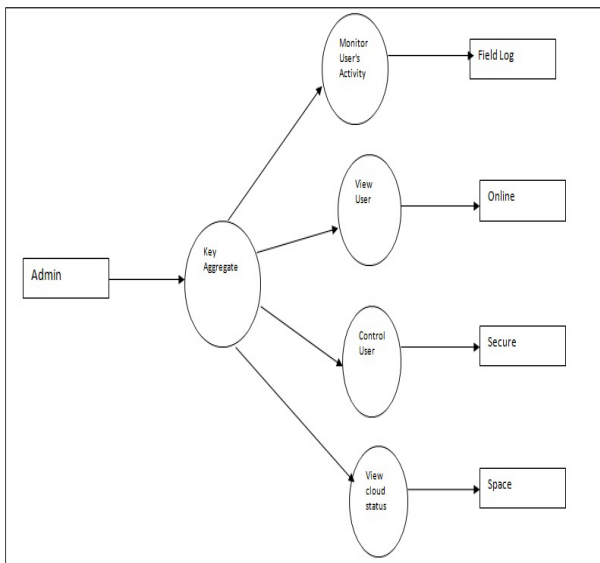 Monitor
User's
Activity
Field Log
View
User
Online
Key
Aggregate
Admin
Control
User
Secure
View
cloud
status
Space